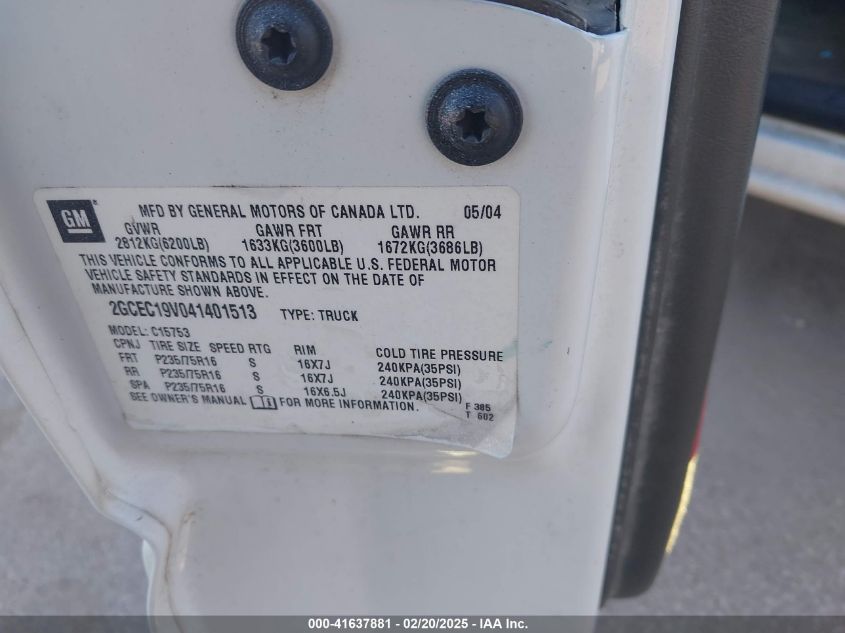 GM
MFD BY GENERAL MOTORS OF CANADA LTD. 05/04
GVWR GAWR FRT GAWR RR
2812KG(6200LB) 1633KG(3600LB) 1672KG(3686LB)
THIS VEHICLE CONFORMS TO ALL APPLICABLE U.S. FEDERAL MOTOR
VEHICLE SAFETY STANDARDS IN EFFECT ON THE DATE OF
MANUFACTURE SHOWN ABOVE.
2GCEC19V041401513 TYPE: TRUCK
MODEL: C15753
CPNJ TIRE SIZE SPEED RTG RIM COLD TIRE PRESSURE
FRT P235/75R16 S 16X7J 240KPA(35PSI)
RR P235/75R16 S 16X7J 240KPA(35PSI)
SPA P235/75R16 S 16X6.5J 240KPA(35PSI)
SEE OWNER'S MANUAL FOR MORE INFORMATION.
F 385
T 602
000-41637881 - 02/20/2025 - IAA Inc.